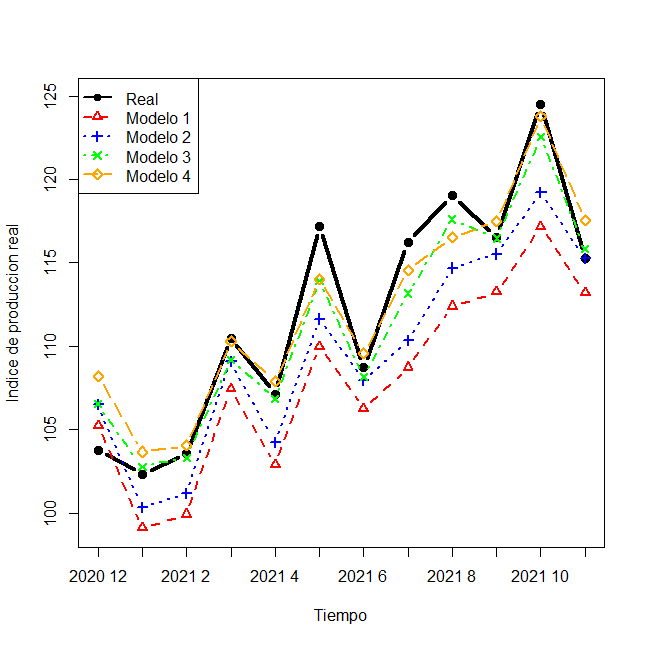 Real
Modelo 1
Modelo 2
Modelo 3
Modelo 4
Indice de produccion real
125
120
115
110
105
100
2020 12
2021 2
2021 4
2021 6
2021 8
2021 10
Tiempo